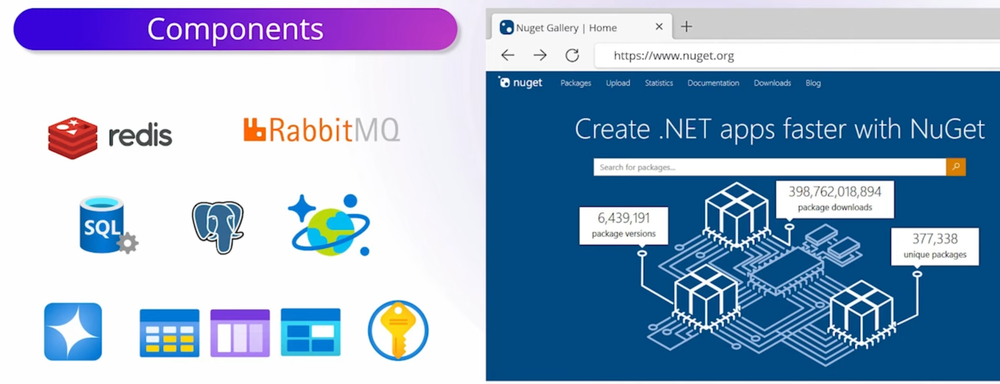 Components
redis
RabbitMQ
SQL
Nuget Gallery | Home
https://www.nuget.org
nuget Packages Upload Statistics Documentation Downloads Blog
Create .NET apps faster with NuGet
Search for packages...
398,762,018,894
package downloads
6,439,191
package versions
377,338
unique packages